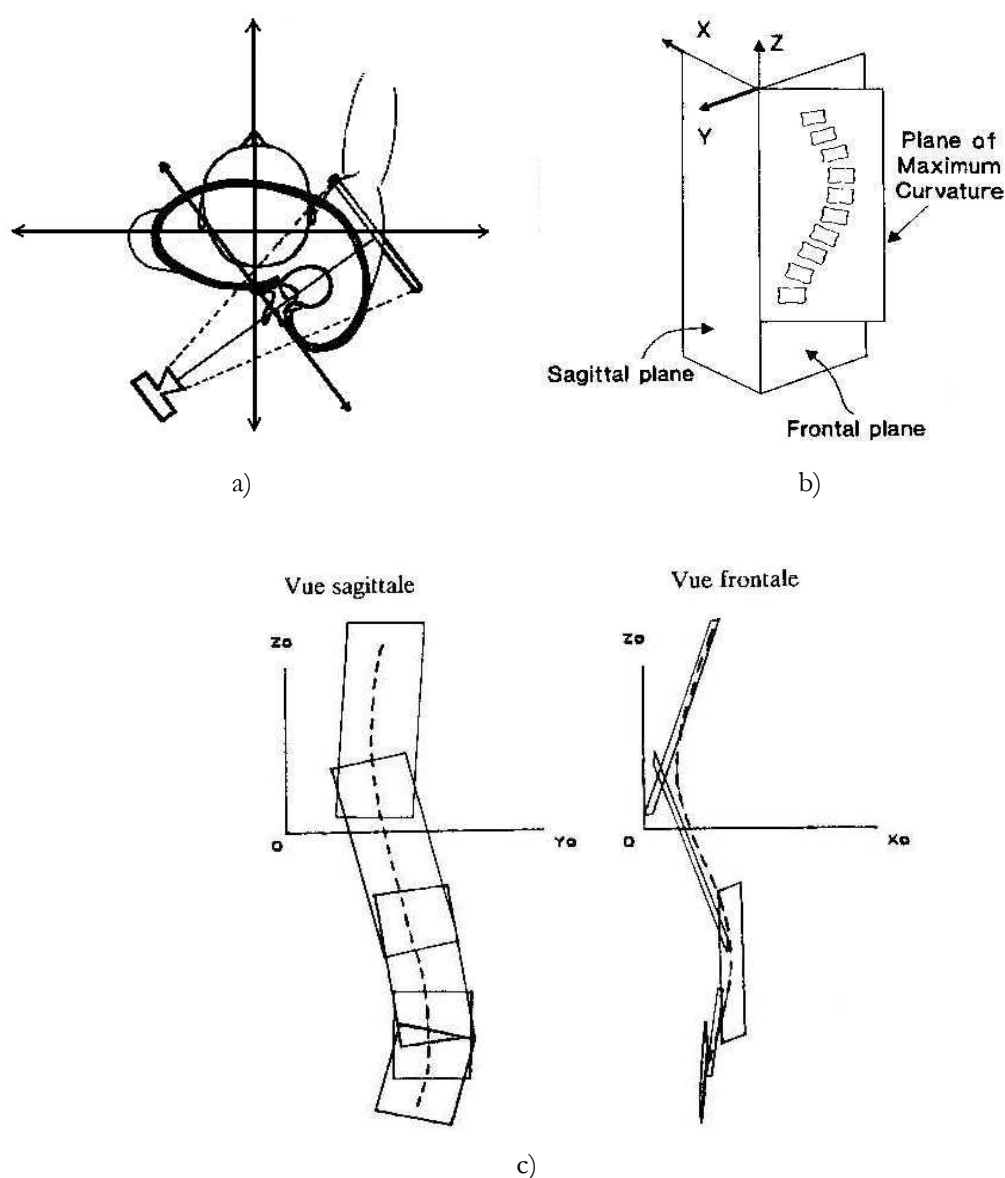 X
Z
Y
Plane of
Maximum
Curvature
Sagittal plane
Frontal plane
a)
b)
Vue sagittale
Vue frontale
Zo
Zo
O
Yo
O
Xo
c)